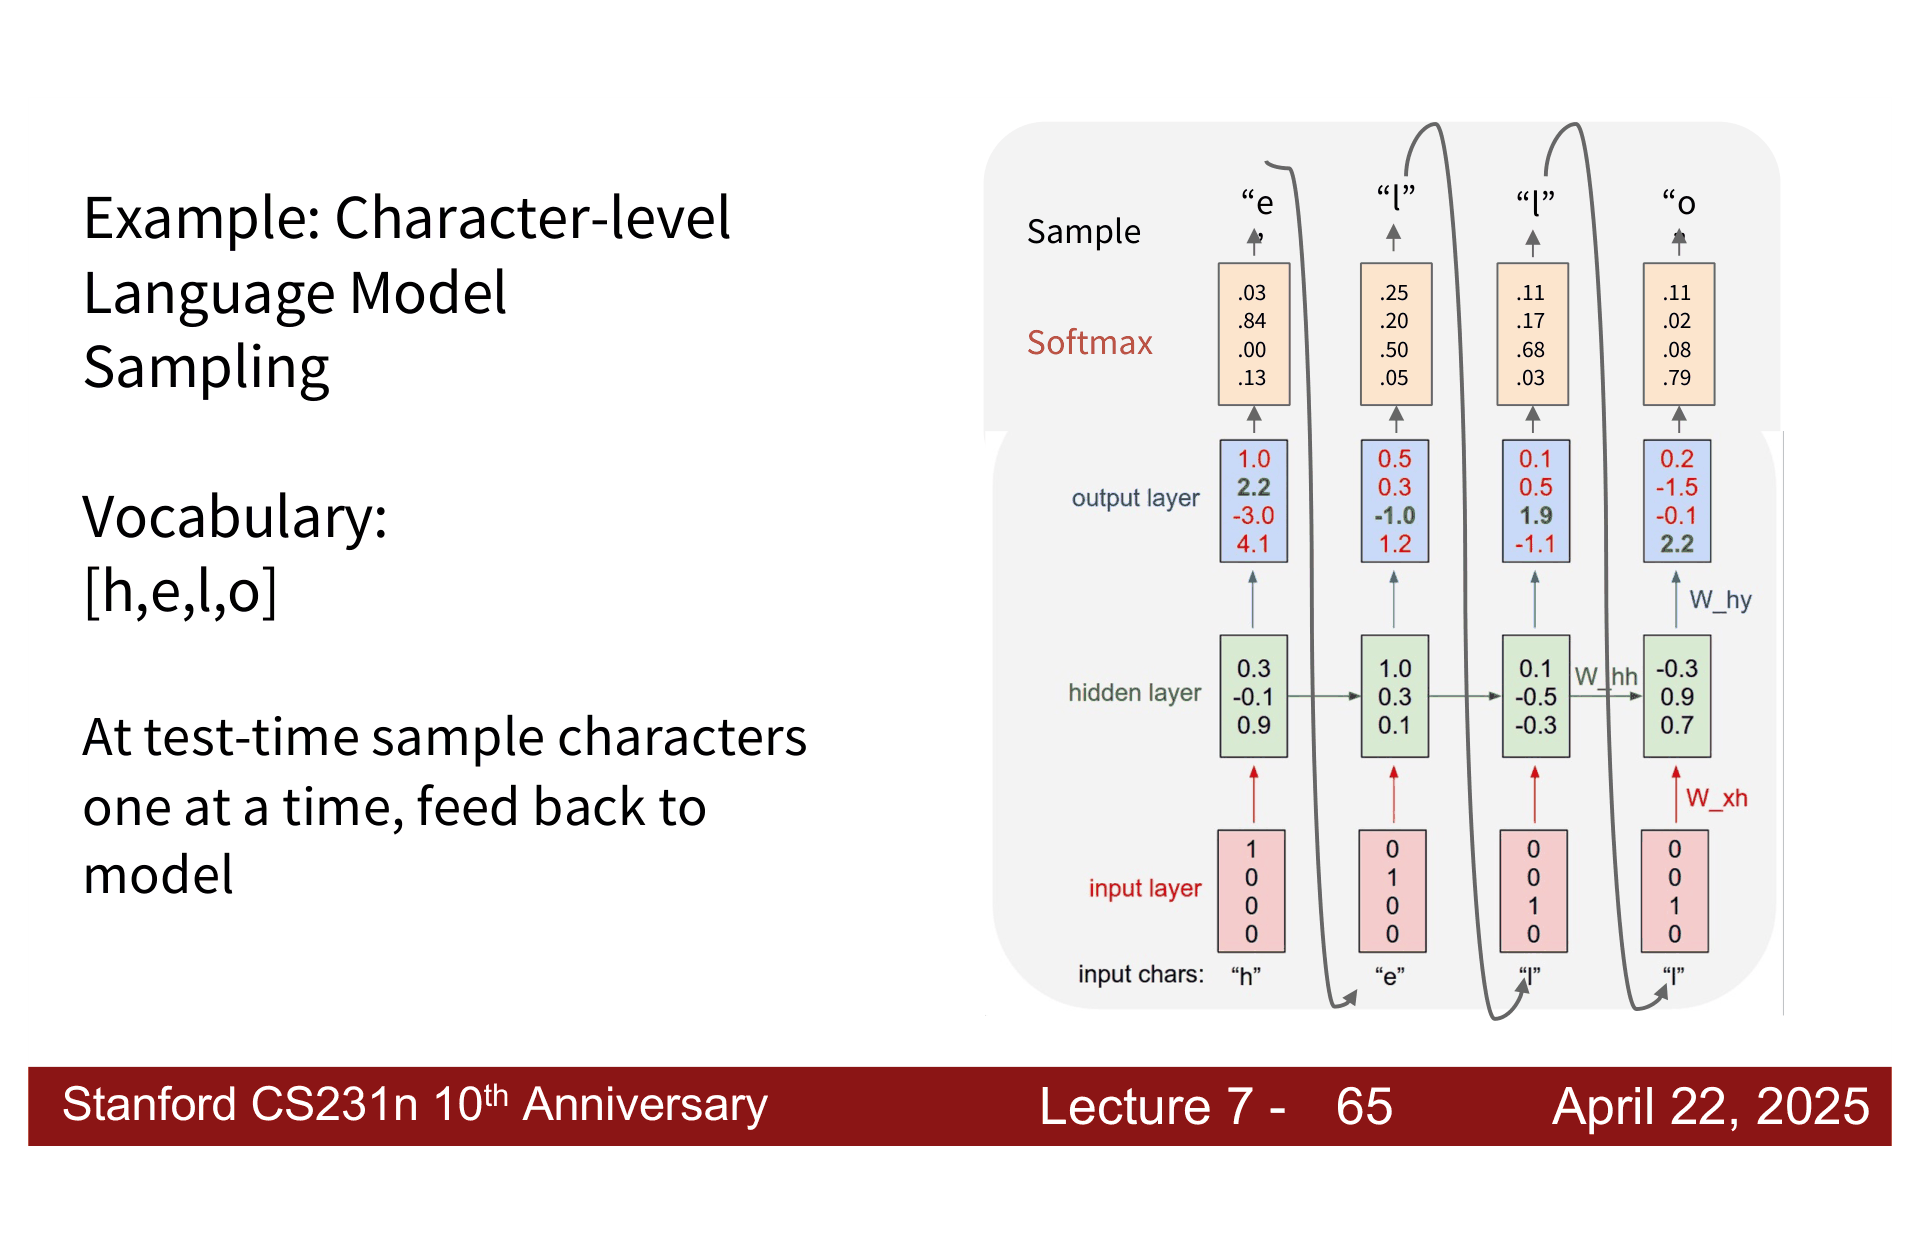 Example: Character-level
Language Model
Sampling
Vocabulary:
[h,e,l,o]
At test-time sample characters
one at a time, feed back to
model
Sample
“e
”
“l”
“l”
“o
”
Softmax
.03 .25 .11 .11
.84 .20 .17 .02
.00 .50 .68 .08
.13 .05 .03 .79
output layer
1.0 0.5 0.1 0.2
2.2 0.3 0.5 -1.5
-3.0 -1.0 1.9 -0.1
4.1 1.2 -1.1 2.2
W_hy
hidden layer
0.3 1.0 0.1 -0.3
-0.1 0.3 -0.5 0.9
0.9 0.1 -0.3 0.7
W_hh
W_xh
input layer
1 0 0 0
0 1 0 0
0 0 1 1
0 0 0 0
input chars: “h” “e” “l” “l”
Stanford CS231n 10th Anniversary
Lecture 7 - 65
April 22, 2025